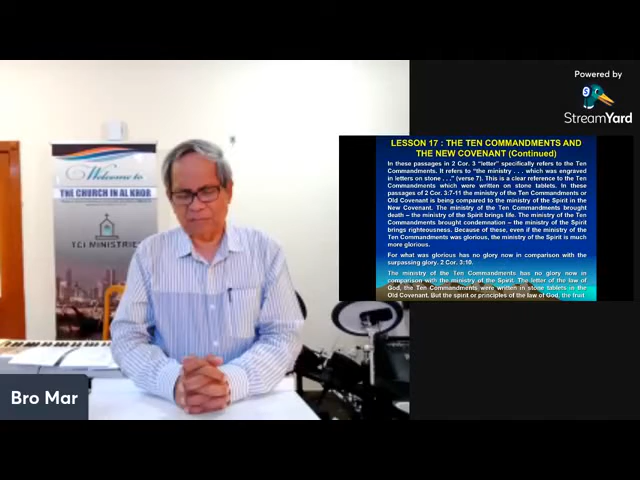 Powered by
StreamYard
LESSON 17 : THE TEN COMMANDMENTS AND
THE NEW COVENANT (Continued)
In these passages in 2 Cor. 3 “letter” specifically refers to the Ten
Commandments. It refers to “the ministry . . . which was engraved
in letters on stone . . .” (verse 7). This is a clear reference to the Ten
Commandments which were written on stone tablets. In these
passages of 2 Cor. 3:7-11 the ministry of the Ten Commandments or
Old Covenant is being compared to the ministry of the Spirit in the
New Covenant. The ministry of the Ten Commandments brought
death – the ministry of the Spirit brings life. The ministry of the Ten
Commandments brought condemnation – the ministry of the Spirit
brings righteousness. Because of these, even if the ministry of the
Ten Commandments was glorious, the ministry of the Spirit is much
more glorious.
For what was glorious has no glory now in comparison with the
surpassing glory. 2 Cor. 3:10.
The ministry of the Ten Commandments has no glory now in
comparison with the ministry of the Spirit. The letter of the law of
God, the Ten Commandments were written in stone tablets in the
Old Covenant. But the spirit or principles of the law of God, the fruit
Welcome to
THE CHURCH IN AL KHOR
TCI MINISTRIES
Bro Mar